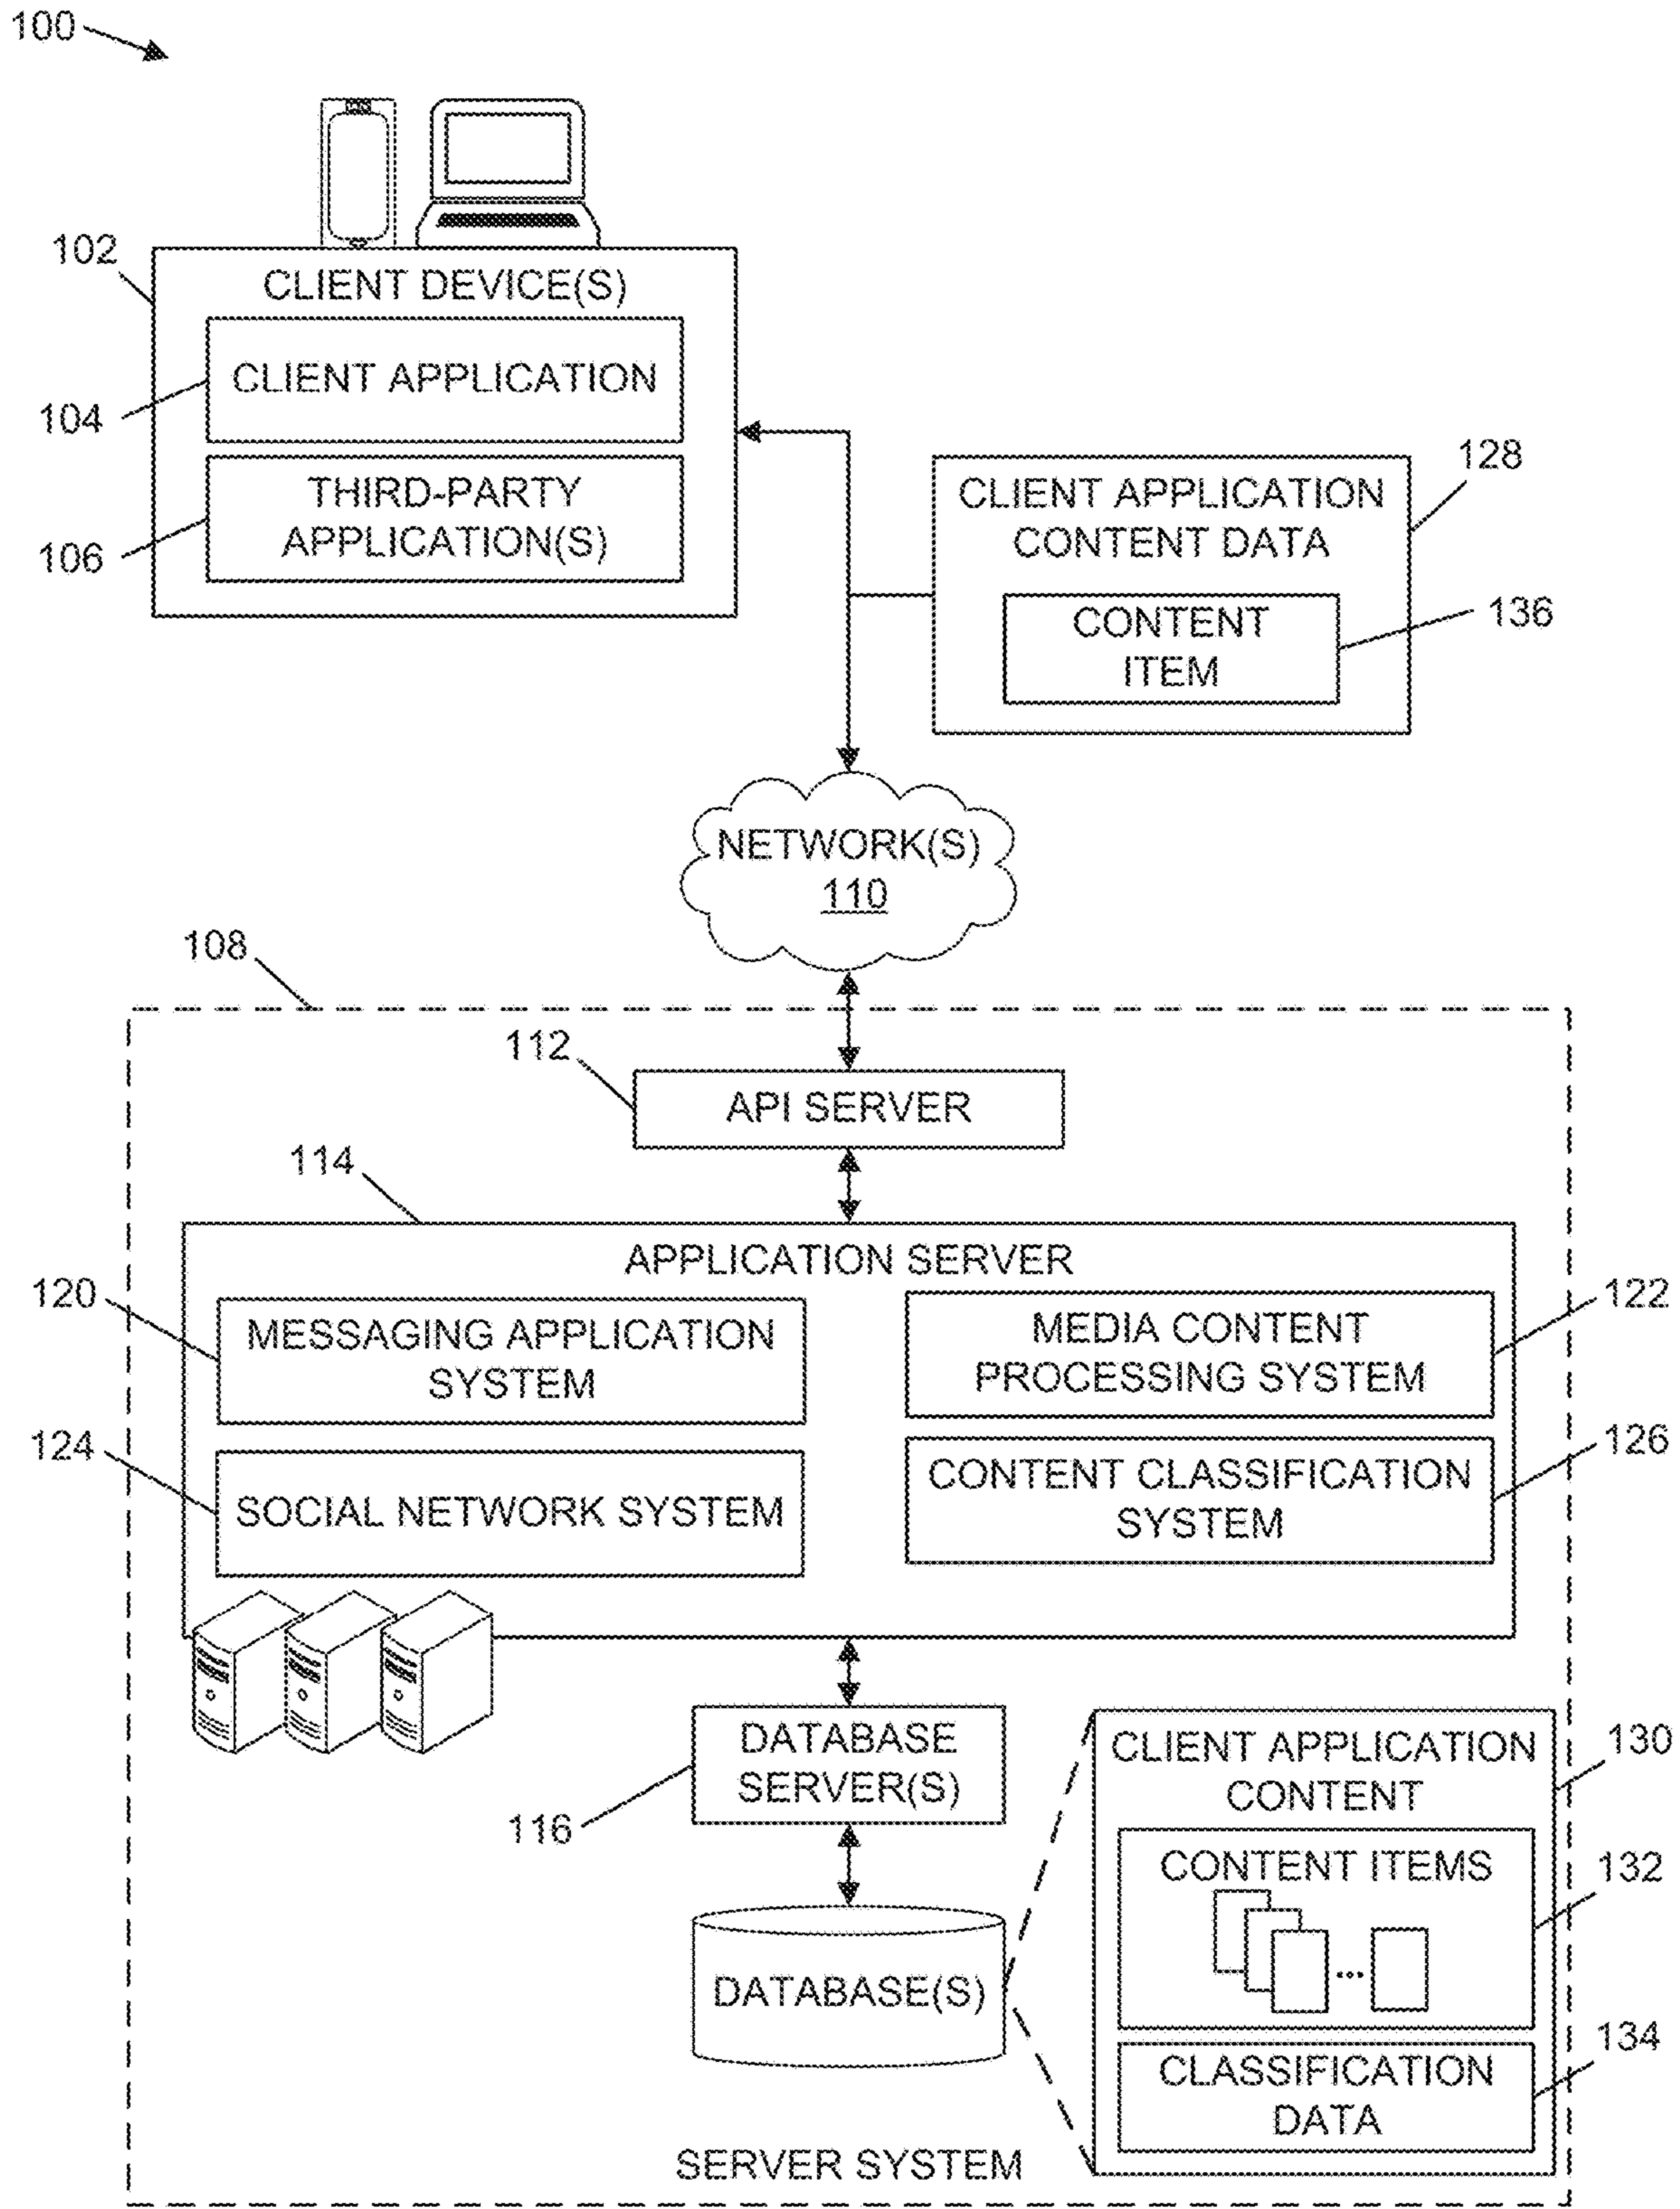 100
102
CLIENT DEVICE(S)
CLIENT APPLICATION
104
THIRD-PARTY
APPLICATION(S)
106
128
CLIENT APPLICATION
CONTENT DATA
136
CONTENT
ITEM
NETWORK(S)
110
108
112
API SERVER
114
APPLICATION SERVER
120
MESSAGING APPLICATION
SYSTEM
122
MEDIA CONTENT
PROCESSING SYSTEM
124
SOCIAL NETWORK SYSTEM
126
CONTENT CLASSIFICATION
SYSTEM
DATABASE
SERVER(S)
116
130
CLIENT APPLICATION
CONTENT
132
CONTENT ITEMS
...
DATABASE(S)
134
CLASSIFICATION
DATA
SERVER SYSTEM